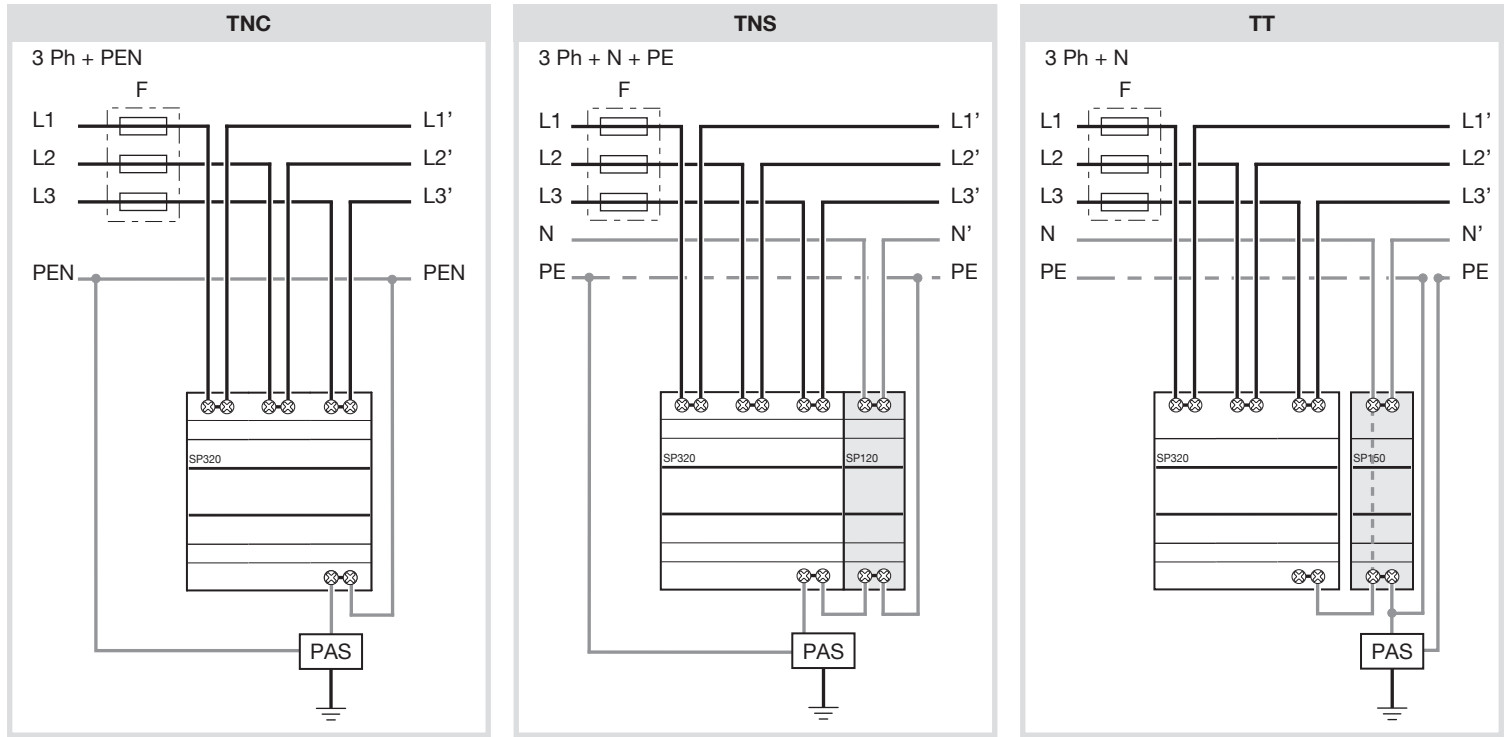 TNC
3 Ph + PEN
F
L1 L1’
L2 L2’
L3 L3’
PEN PEN
SP320
PAS
TNS
3 Ph + N + PE
F
L1 L1’
L2 L2’
L3 L3’
N N’
PE PE
SP320 SP120
PAS
TT
3 Ph + N
F
L1 L1’
L2 L2’
L3 L3’
N N’
PE PE
SP320 SP150
PAS